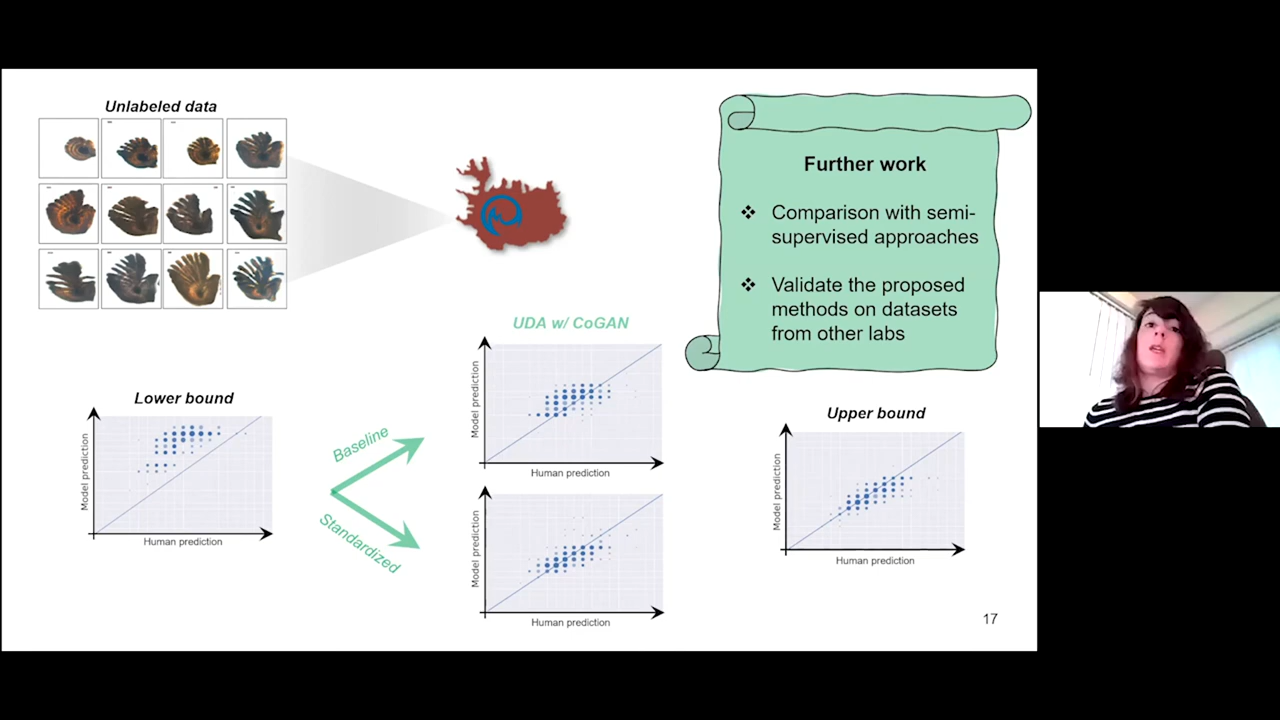 Unlabeled data
Further work
❖ Comparison with semi-
supervised approaches
❖ Validate the proposed
methods on datasets
from other labs
UDA w/ CoGAN
Lower bound
Model prediction
Human prediction
Baseline
Standardized
Model prediction
Human prediction
Model prediction
Human prediction
Upper bound
Model prediction
Human prediction
17